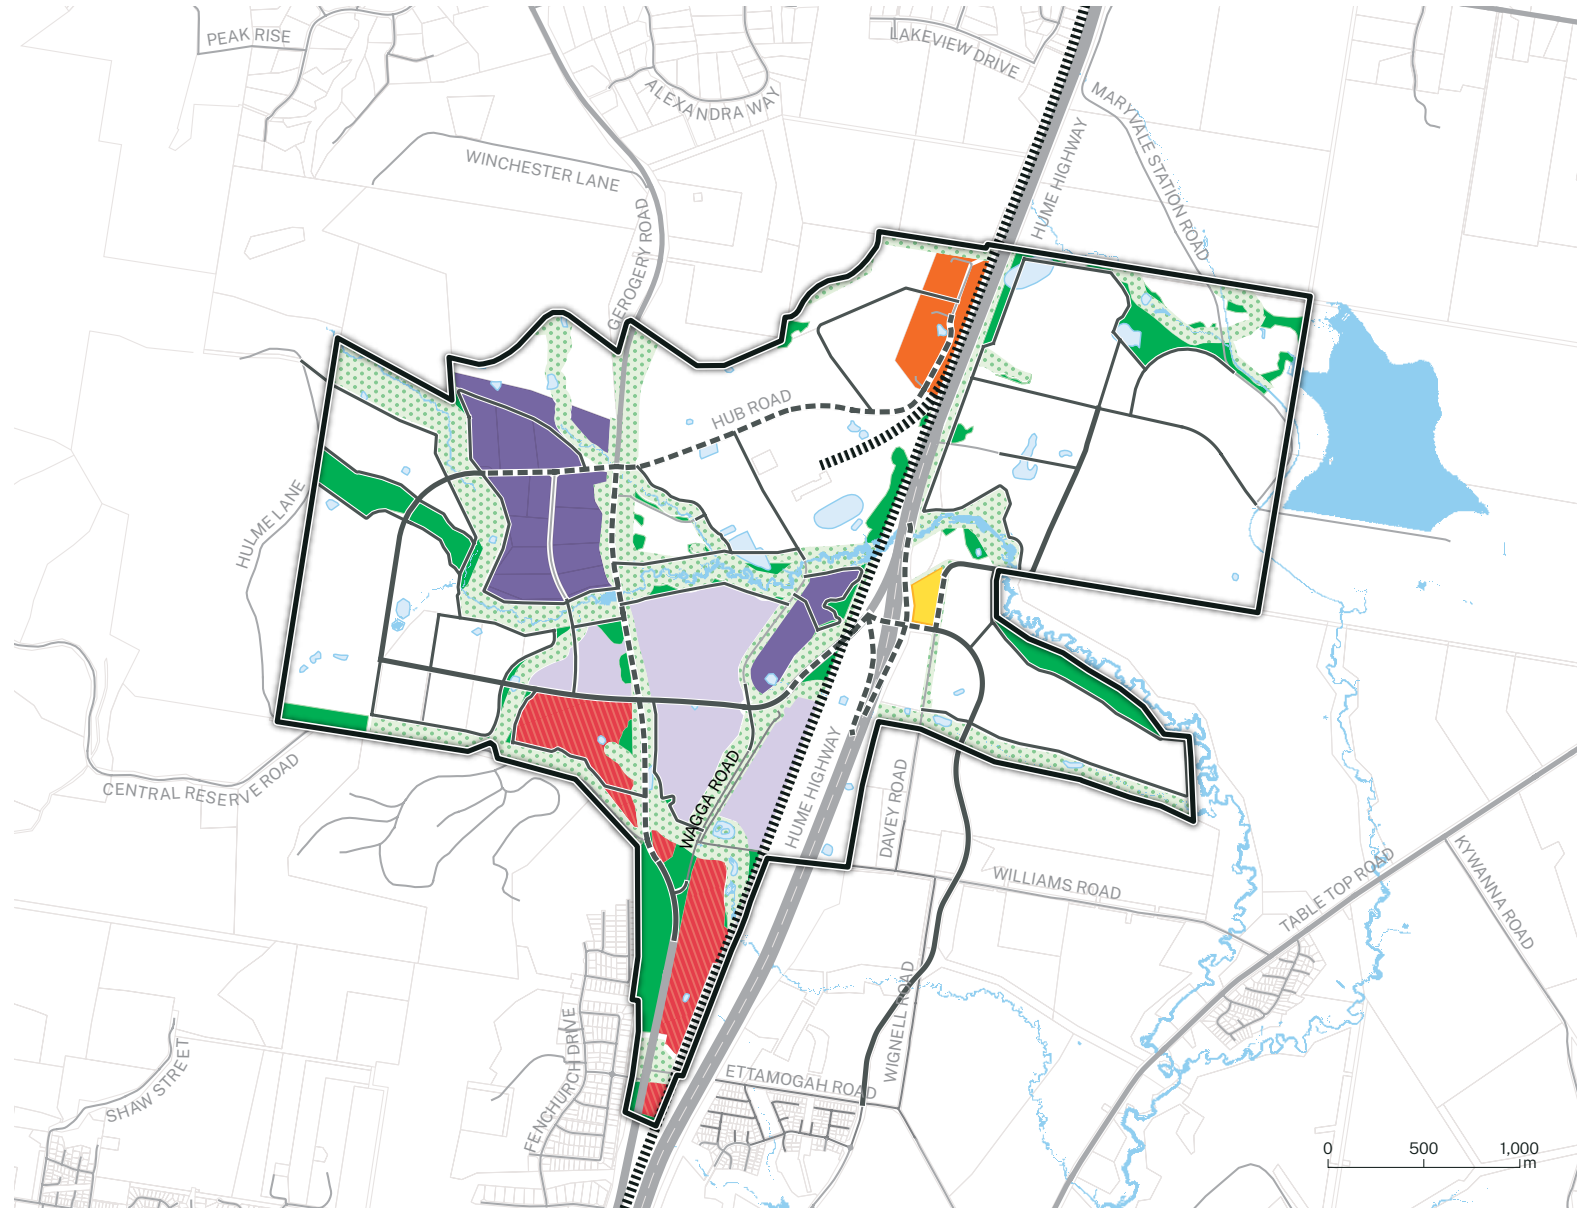 PEAK RISE
LAKEVIEW DRIVE
ALEXANDRA WAY
MARYVALE STATION ROAD
HUME HIGHWAY
WINCHESTER LANE
GEROGERY ROAD
HUB ROAD
HULME LANE
CENTRAL RESERVE ROAD
WAGGA ROAD
HUME HIGHWAY
DAVEY ROAD
WILLIAMS ROAD
TABLE TOP ROAD
KYWANNA ROAD
WIGNELL ROAD
FENCHURCH DRIVE
SHAW STREET
ETTAMOGAH ROAD
0 500 1,000
m